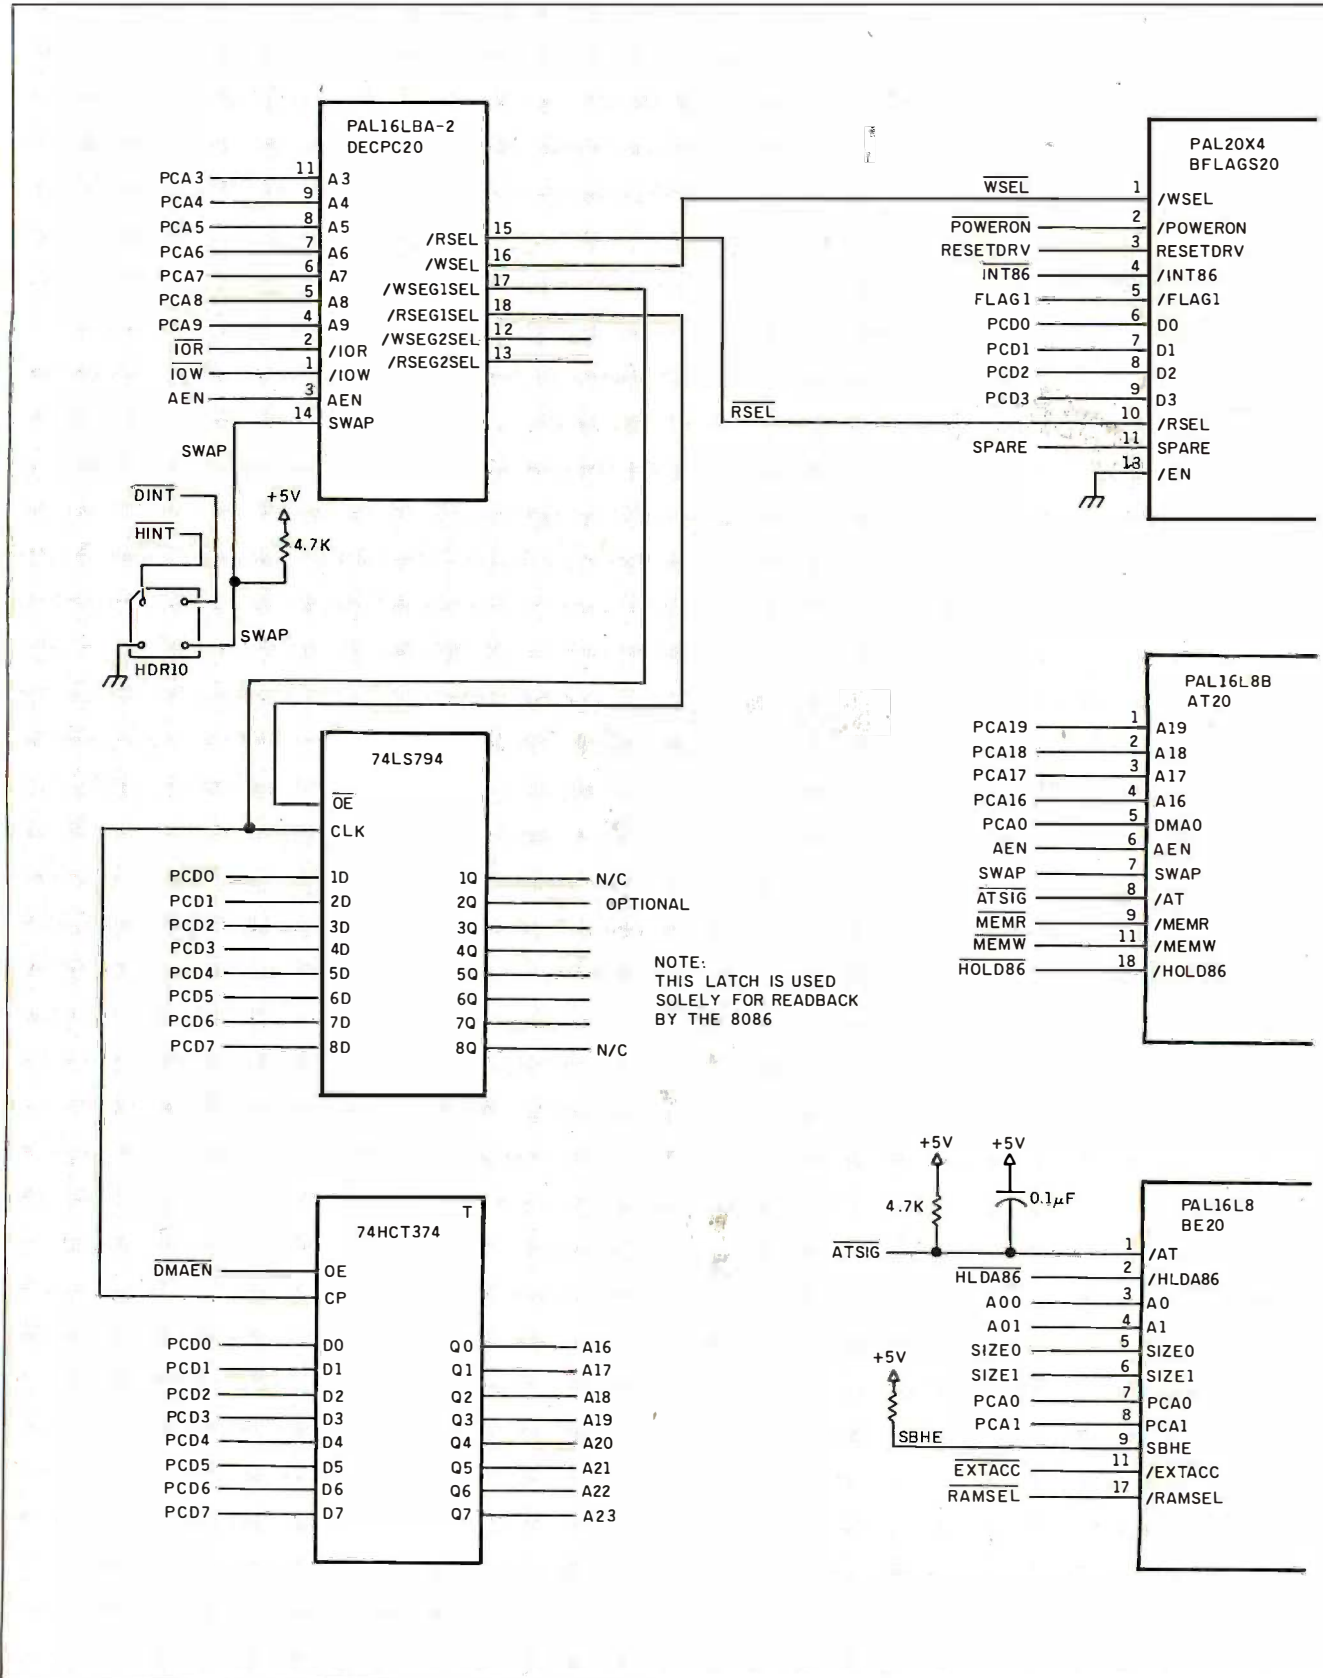 PAL16LBA-2
DECPC20
PCA3 11 A3
PCA4 9 A4
PCA5 8 A5
PCA6 7 A6
PCA7 6 A7
PCA8 5 A8
PCA9 4 A9
IOR 2 /IOR
IOW 1 /IOW
AEN 3 AEN
14 SWAP
/RSEL 15
/WSEL 16
/WSEG1SEL 17
/RSEG1SEL 18
/WSEG2SEL 12
/RSEG2SEL 13
SWAP
DINT
HINT
+5V
4.7K
SWAP
HDR10
RSEL
PAL20X4
BFLAGS20
WSEL 1 /WSEL
POWERON 2 /POWERON
RESETDRV 3 RESETDRV
INT86 4 /INT86
FLAG1 5 /FLAG1
PCD0 6 D0
PCD1 7 D1
PCD2 8 D2
PCD3 9 D3
10 /RSEL
SPARE 11 SPARE
13 /EN
74LS794
OE
CLK
PCD0 1D 1Q N/C
PCD1 2D 2Q OPTIONAL
PCD2 3D 3Q
PCD3 4D 4Q
PCD4 5D 5Q
PCD5 6D 6Q
PCD6 7D 7Q
PCD7 8D 8Q N/C
NOTE:
THIS LATCH IS USED
SOLELY FOR READBACK
BY THE 8086
PAL16L8B
AT20
PCA19 1 A19
PCA18 2 A18
PCA17 3 A17
PCA16 4 A16
PCA0 5 DMA0
AEN 6 AEN
SWAP 7 SWAP
ATSIG 8 /AT
MEMR 9 /MEMR
MEMW 11 /MEMW
HOLD86 18 /HOLD86
T
74HCT374
DMAEN OE
CP
PCD0 D0 Q0 A16
PCD1 D1 Q1 A17
PCD2 D2 Q2 A18
PCD3 D3 Q3 A19
PCD4 D4 Q4 A20
PCD5 D5 Q5 A21
PCD6 D6 Q6 A22
PCD7 D7 Q7 A23
+5V +5V
4.7K 0.1μF
PAL16L8
BE20
ATSIG 1 /AT
HLDA86 2 /HLDA86
A00 3 A0
A01 4 A1
SIZE0 5 SIZE0
SIZE1 6 SIZE1
PCA0 7 PCA0
PCA1 8 PCA1
+5V
SBHE 9 SBHE
EXTACC 11 /EXTACC
RAMSEL 17 /RAMSEL